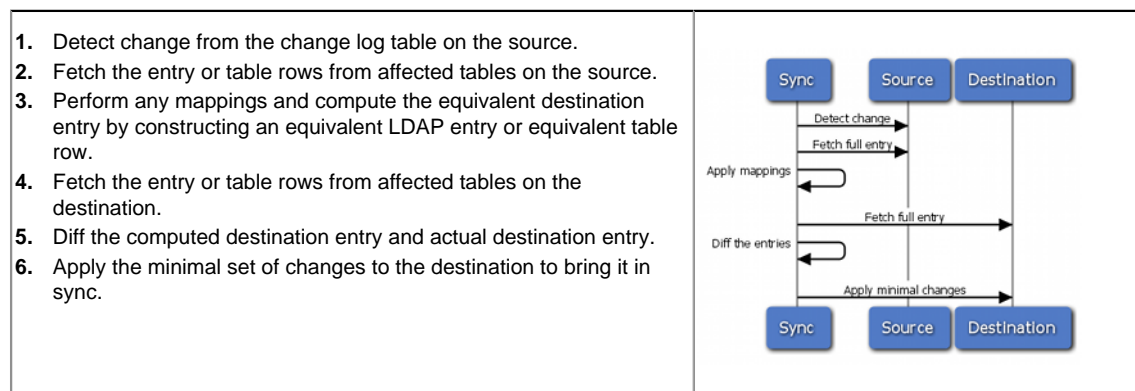 1. Detect change from the change log table on the source.
2. Fetch the entry or table rows from affected tables on the source.
3. Perform any mappings and compute the equivalent destination
entry by constructing an equivalent LDAP entry or equivalent table
row.
4. Fetch the entry or table rows from affected tables on the
destination.
5. Diff the computed destination entry and actual destination entry.
6. Apply the minimal set of changes to the destination to bring it in
sync.
Sync Source Destination
Detect change
Fetch full entry
Apply mappings
Fetch full entry
Diff the entries
Apply minimal changes
Sync Source Destination